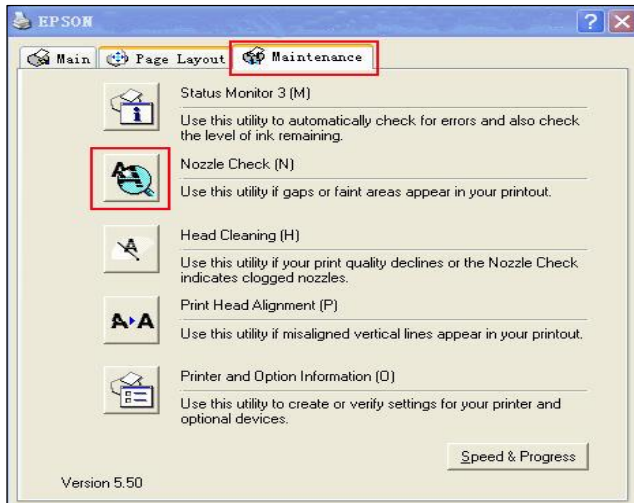 EPSON
Main Page Layout Maintenance
Status Monitor 3 (M)
Use this utility to automatically check for errors and also check
the level of ink remaining.
Nozzle Check (N)
Use this utility if gaps or faint areas appear in your printout.
Head Cleaning (H)
Use this utility if your print quality declines or the Nozzle Check
indicates clogged nozzles.
Print Head Alignment (P)
Use this utility if misaligned vertical lines appear in your printout.
Printer and Option Information (O)
Use this utility to create or verify settings for your printer and
optional devices.
Speed & Progress
Version 5.50